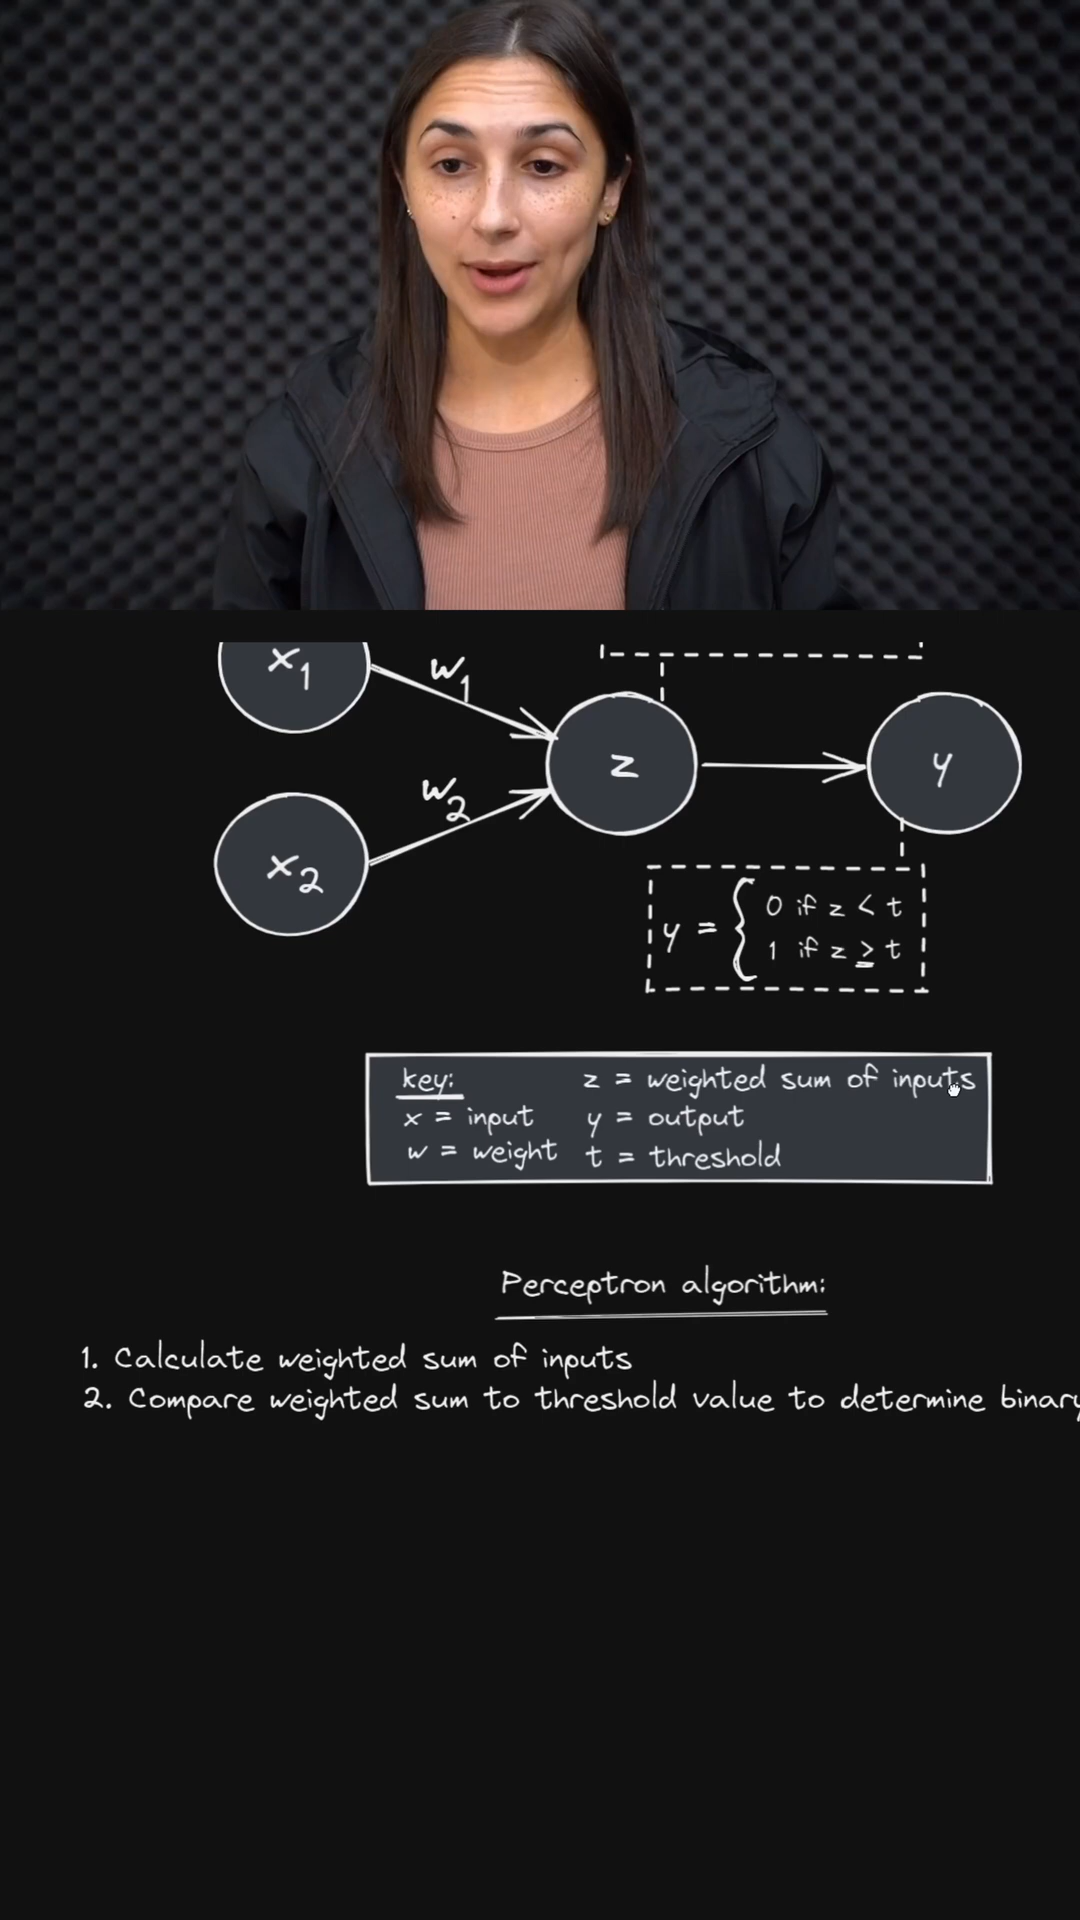 x1
w1
z
y
w2
x2
y = { 0 if z < t
1 if z ≥ t
key:
z = weighted sum of inputs
x = input
y = output
w = weight
t = threshold
Perceptron algorithm:
1. Calculate weighted sum of inputs
2. Compare weighted sum to threshold value to determine binary